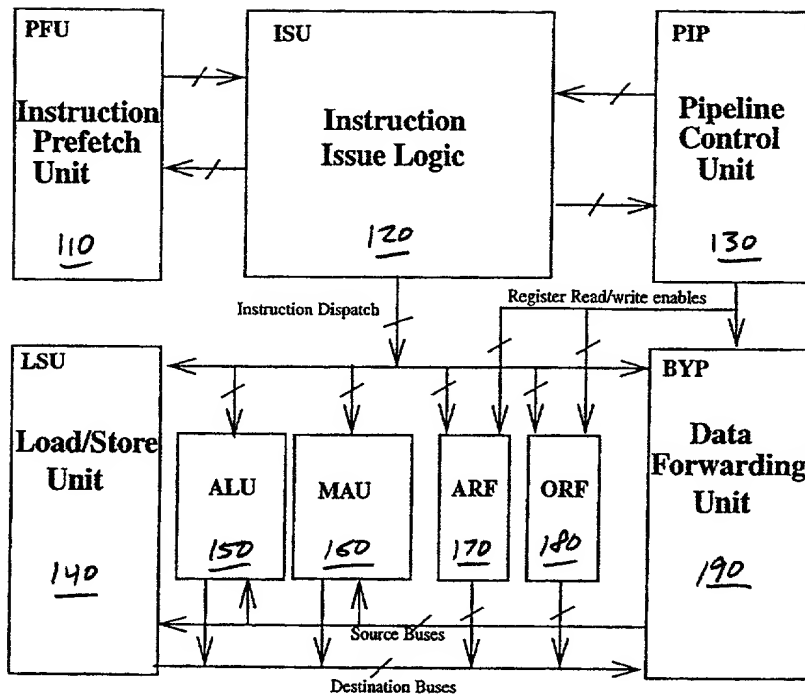 PFU
Instruction
Prefetch
Unit
110
ISU
Instruction
Issue Logic
120
PIP
Pipeline
Control
Unit
130
Instruction Dispatch
Register Read/write enables
LSU
Load/Store
Unit
140
ALU
150
MAU
160
ARF
170
ORF
180
BYP
Data
Forwarding
Unit
190
Source Buses
Destination Buses